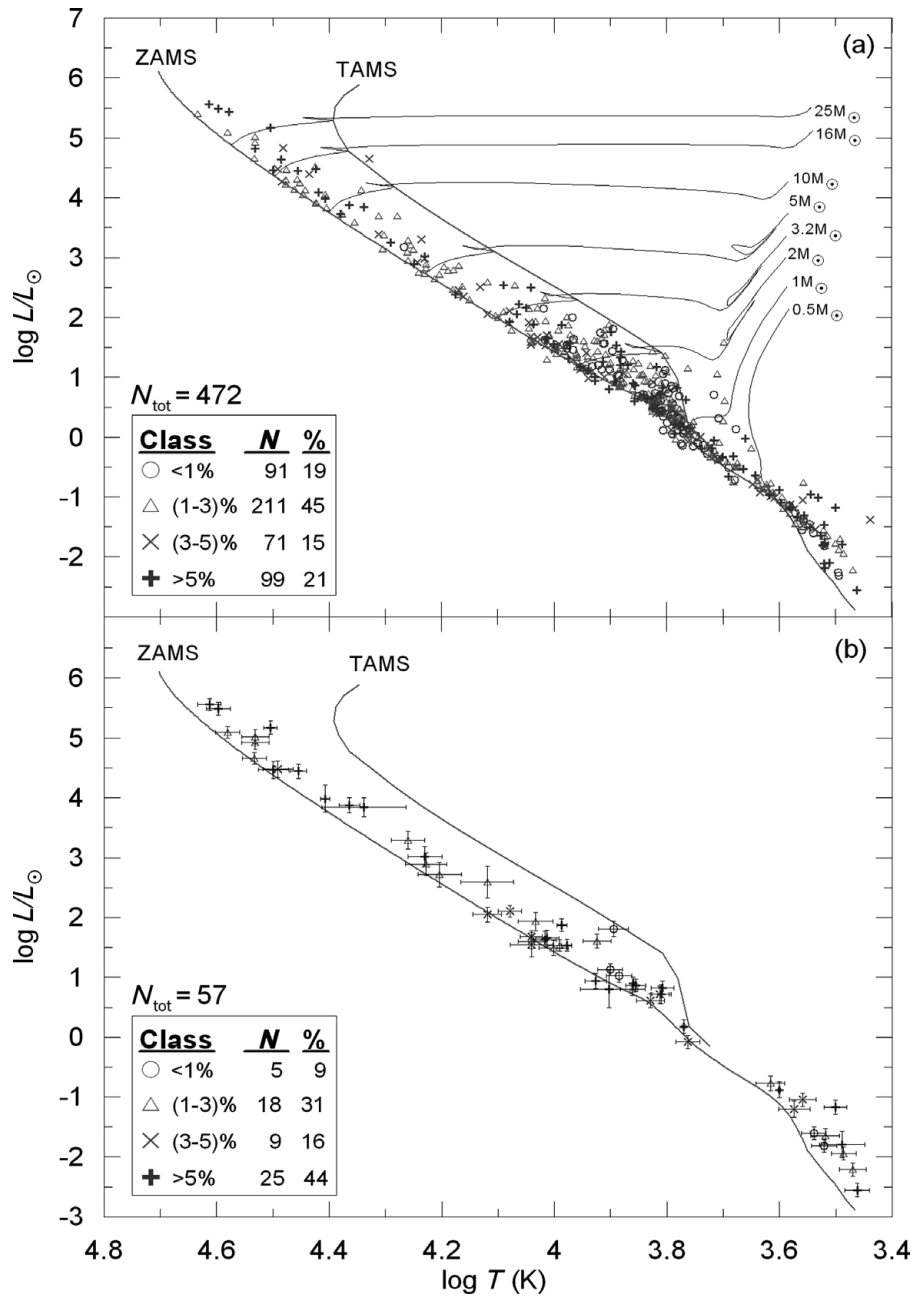 (a)
ZAMS
TAMS
25M☉
16M☉
10M☉
5M☉
3.2M☉
2M☉
1M☉
0.5M☉
7
6
5
4
3
2
1
0
-1
-2
log L/L☉
N_tot = 472
Class N %
<1% 91 19
(1-3)% 211 45
(3-5)% 71 15
>5% 99 21
(b)
ZAMS
TAMS
6
5
4
3
2
1
0
-1
-2
-3
log L/L☉
N_tot = 57
Class N %
<1% 5 9
(1-3)% 18 31
(3-5)% 9 16
>5% 25 44
4.8 4.6 4.4 4.2 4 3.8 3.6 3.4
log T (K)